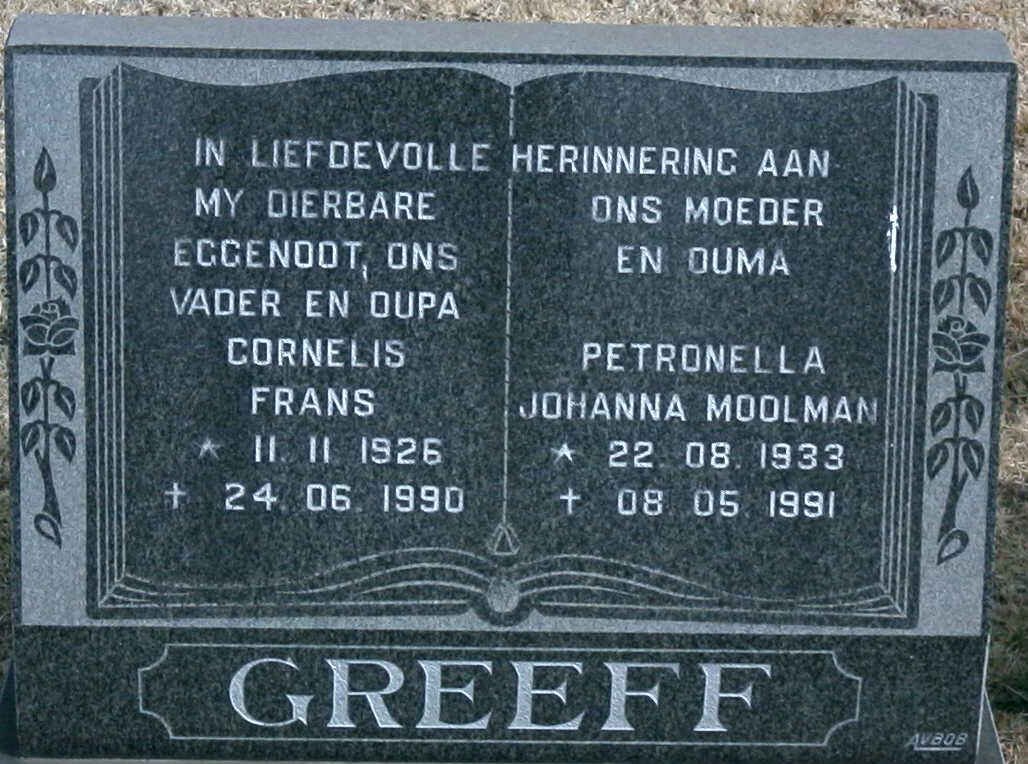 IN LIEFDEVOLLE HERINNERING AAN
MY DIERBARE
EGGENOOT, ONS
VADER EN OUPA
CORNELIS
FRANS
* 11. 11. 1926
† 24. 06. 1990
ONS MOEDER
EN OUMA
PETRONELLA
JOHANNA MOOLMAN
* 22. 08. 1933
† 08. 05. 1991
GREEFF
AVBOB